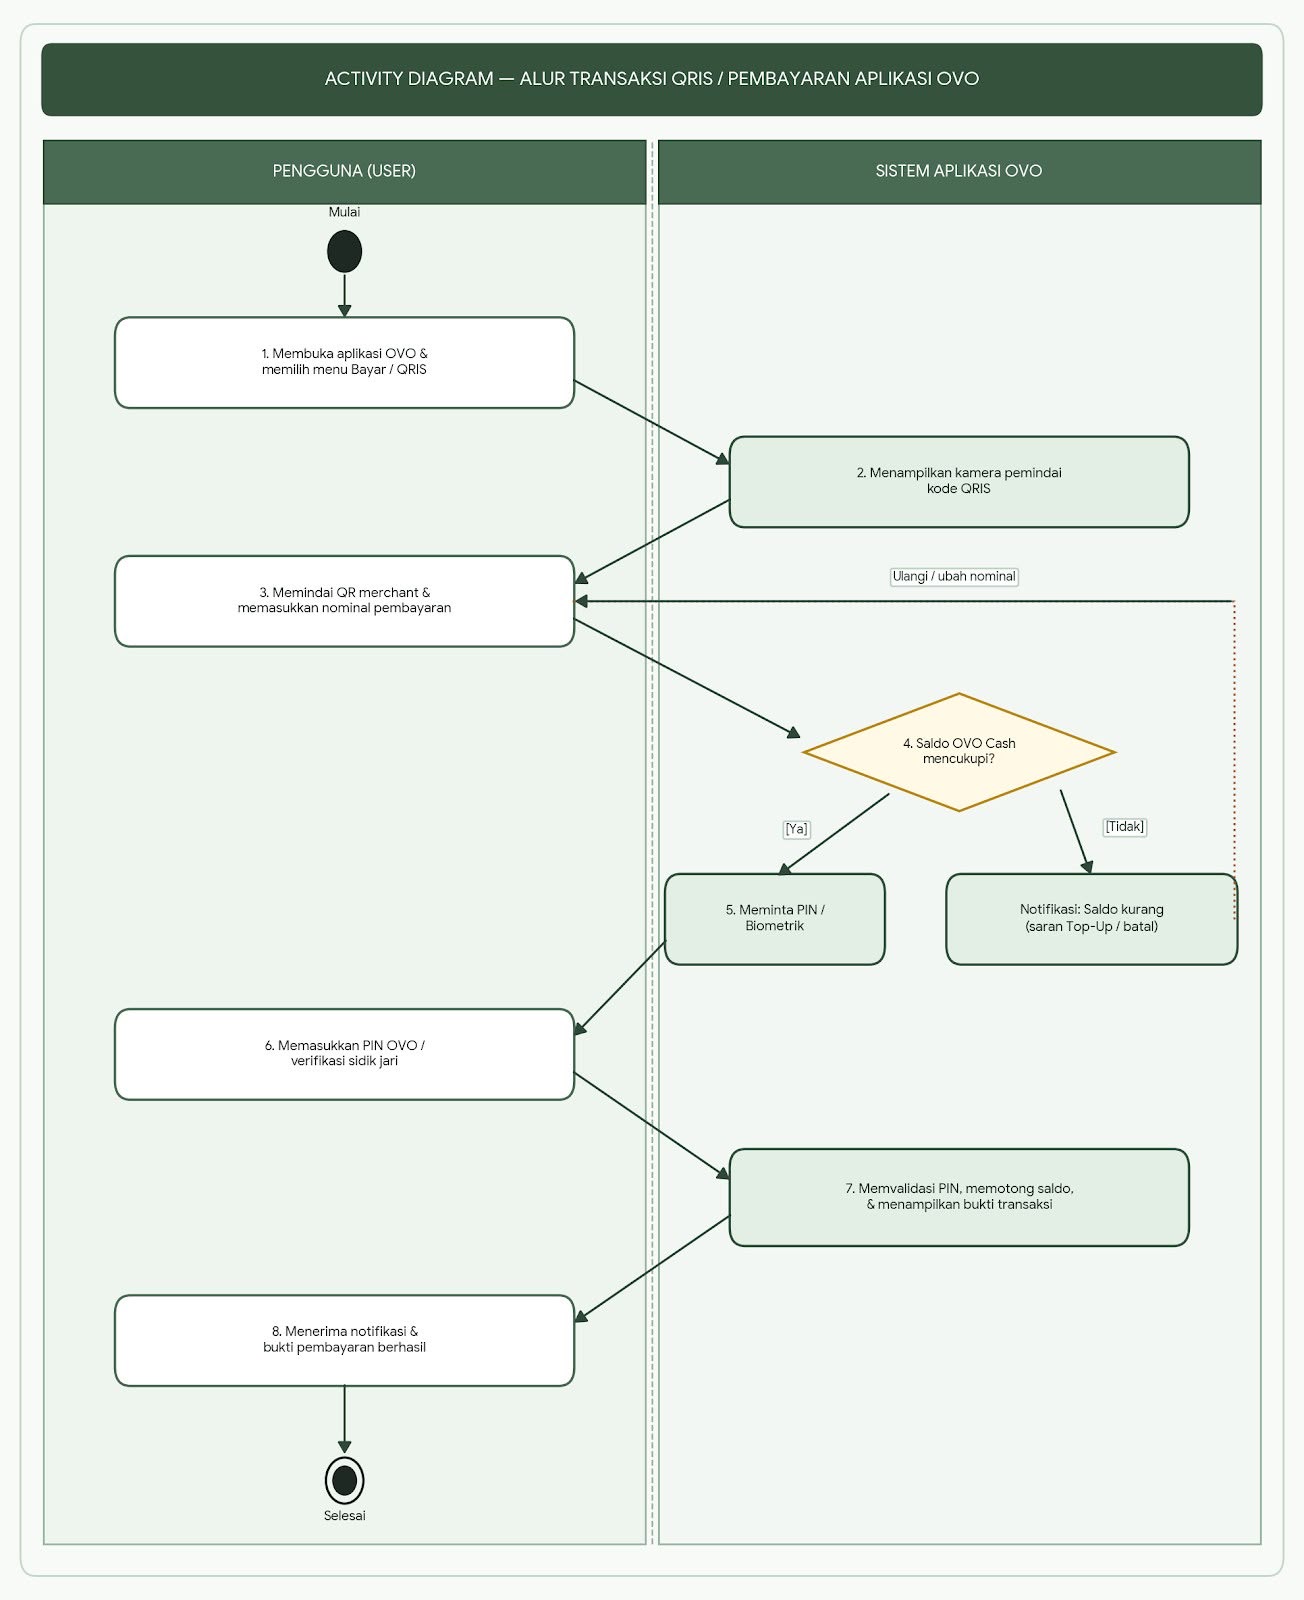 ACTIVITY DIAGRAM — ALUR TRANSAKSI QRIS / PEMBAYARAN APLIKASI OVO
PENGGUNA (USER)
SISTEM APLIKASI OVO
Mulai
1. Membuka aplikasi OVO &
memilih menu Bayar / QRIS
2. Menampilkan kamera pemindai
kode QRIS
Ulangi / ubah nominal
3. Memindai QR merchant &
memasukkan nominal pembayaran
4. Saldo OVO Cash
mencukupi?
[Ya]
[Tidak]
5. Meminta PIN /
Biometrik
Notifikasi: Saldo kurang
(saran Top-Up / batal)
6. Memasukkan PIN OVO /
verifikasi sidik jari
7. Memvalidasi PIN, memotong saldo,
& menampilkan bukti transaksi
8. Menerima notifikasi &
bukti pembayaran berhasil
Selesai